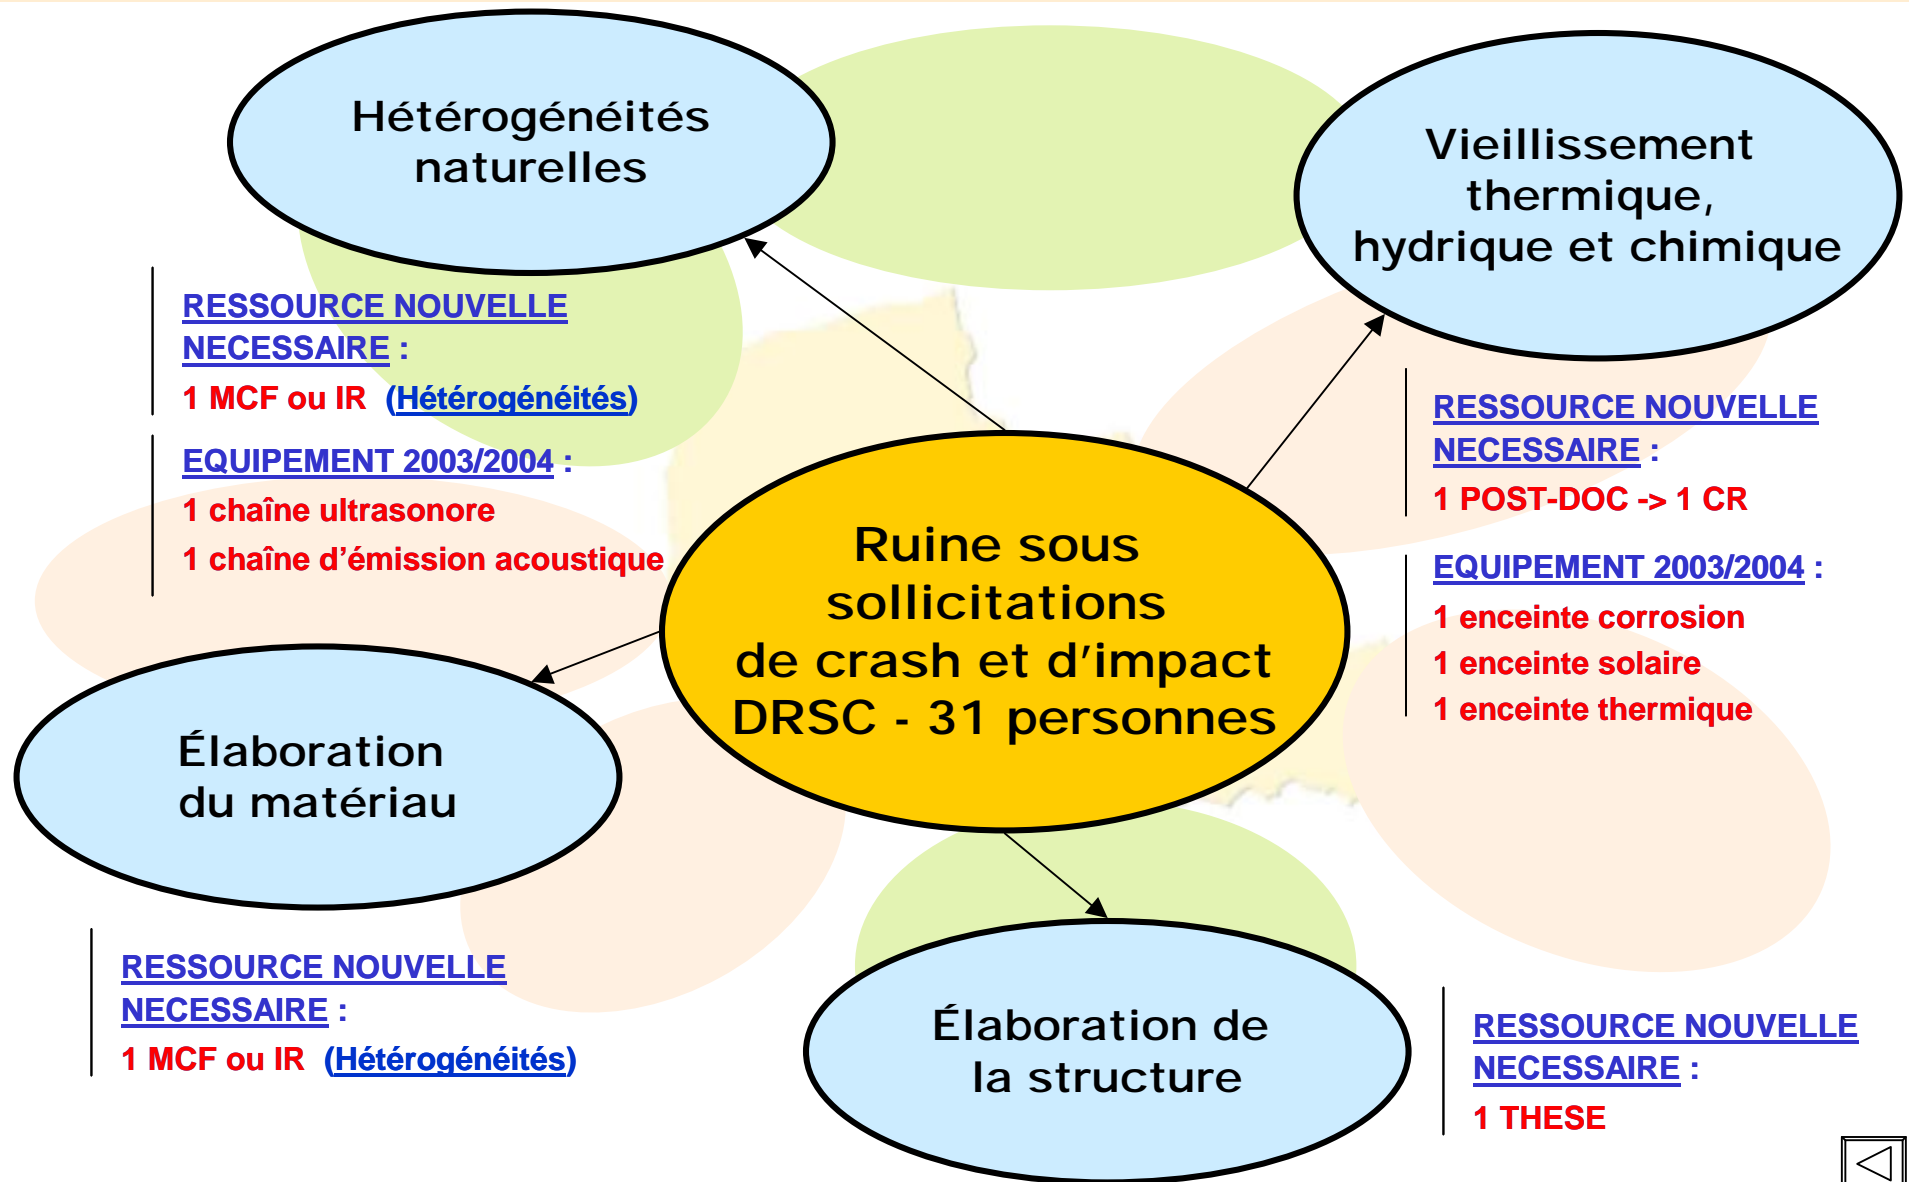 Hétérogénéités
naturelles
Vieillissement
thermique,
hydrique et chimique
RESSOURCE NOUVELLE
NECESSAIRE :
1 MCF ou IR (Hétérogénéités)
EQUIPEMENT 2003/2004 :
1 chaîne ultrasonore
1 chaîne d'émission acoustique
RESSOURCE NOUVELLE
NECESSAIRE :
1 POST-DOC -> 1 CR
EQUIPEMENT 2003/2004 :
1 enceinte corrosion
1 enceinte solaire
1 enceinte thermique
Ruine sous
sollicitations
de crash et d'impact
DRSC - 31 personnes
Élaboration
du matériau
RESSOURCE NOUVELLE
NECESSAIRE :
1 MCF ou IR (Hétérogénéités)
Élaboration de
la structure
RESSOURCE NOUVELLE
NECESSAIRE :
1 THESE